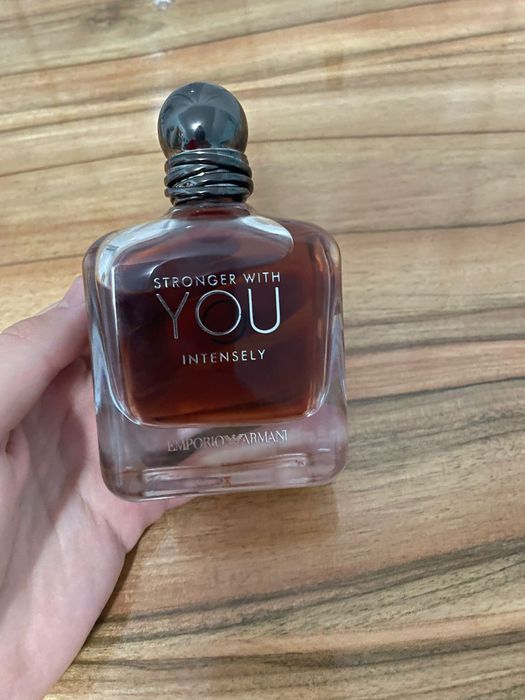 STRONGER WITH
YOU
INTENSELY
EMPORIO ARMANI